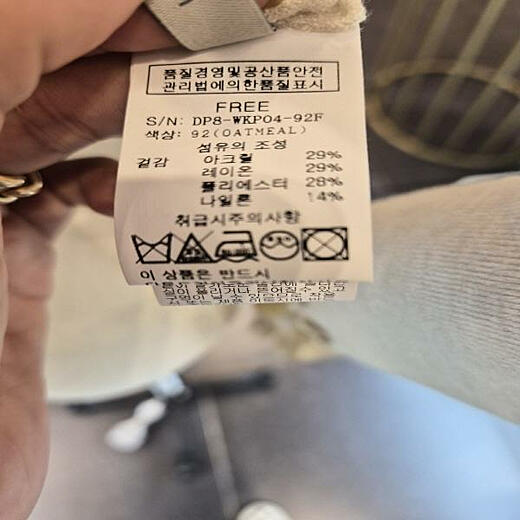 품질경영및공산품안전
관리법에의한품질표시
FREE
S/N: DP8-WKP04-92F
색상: 92(OATMEAL)
섬유의 조성
겉감 아크릴 29%
레이온 29%
폴리에스터 28%
나일론 14%
취급시주의사항
이 상품은 반드시